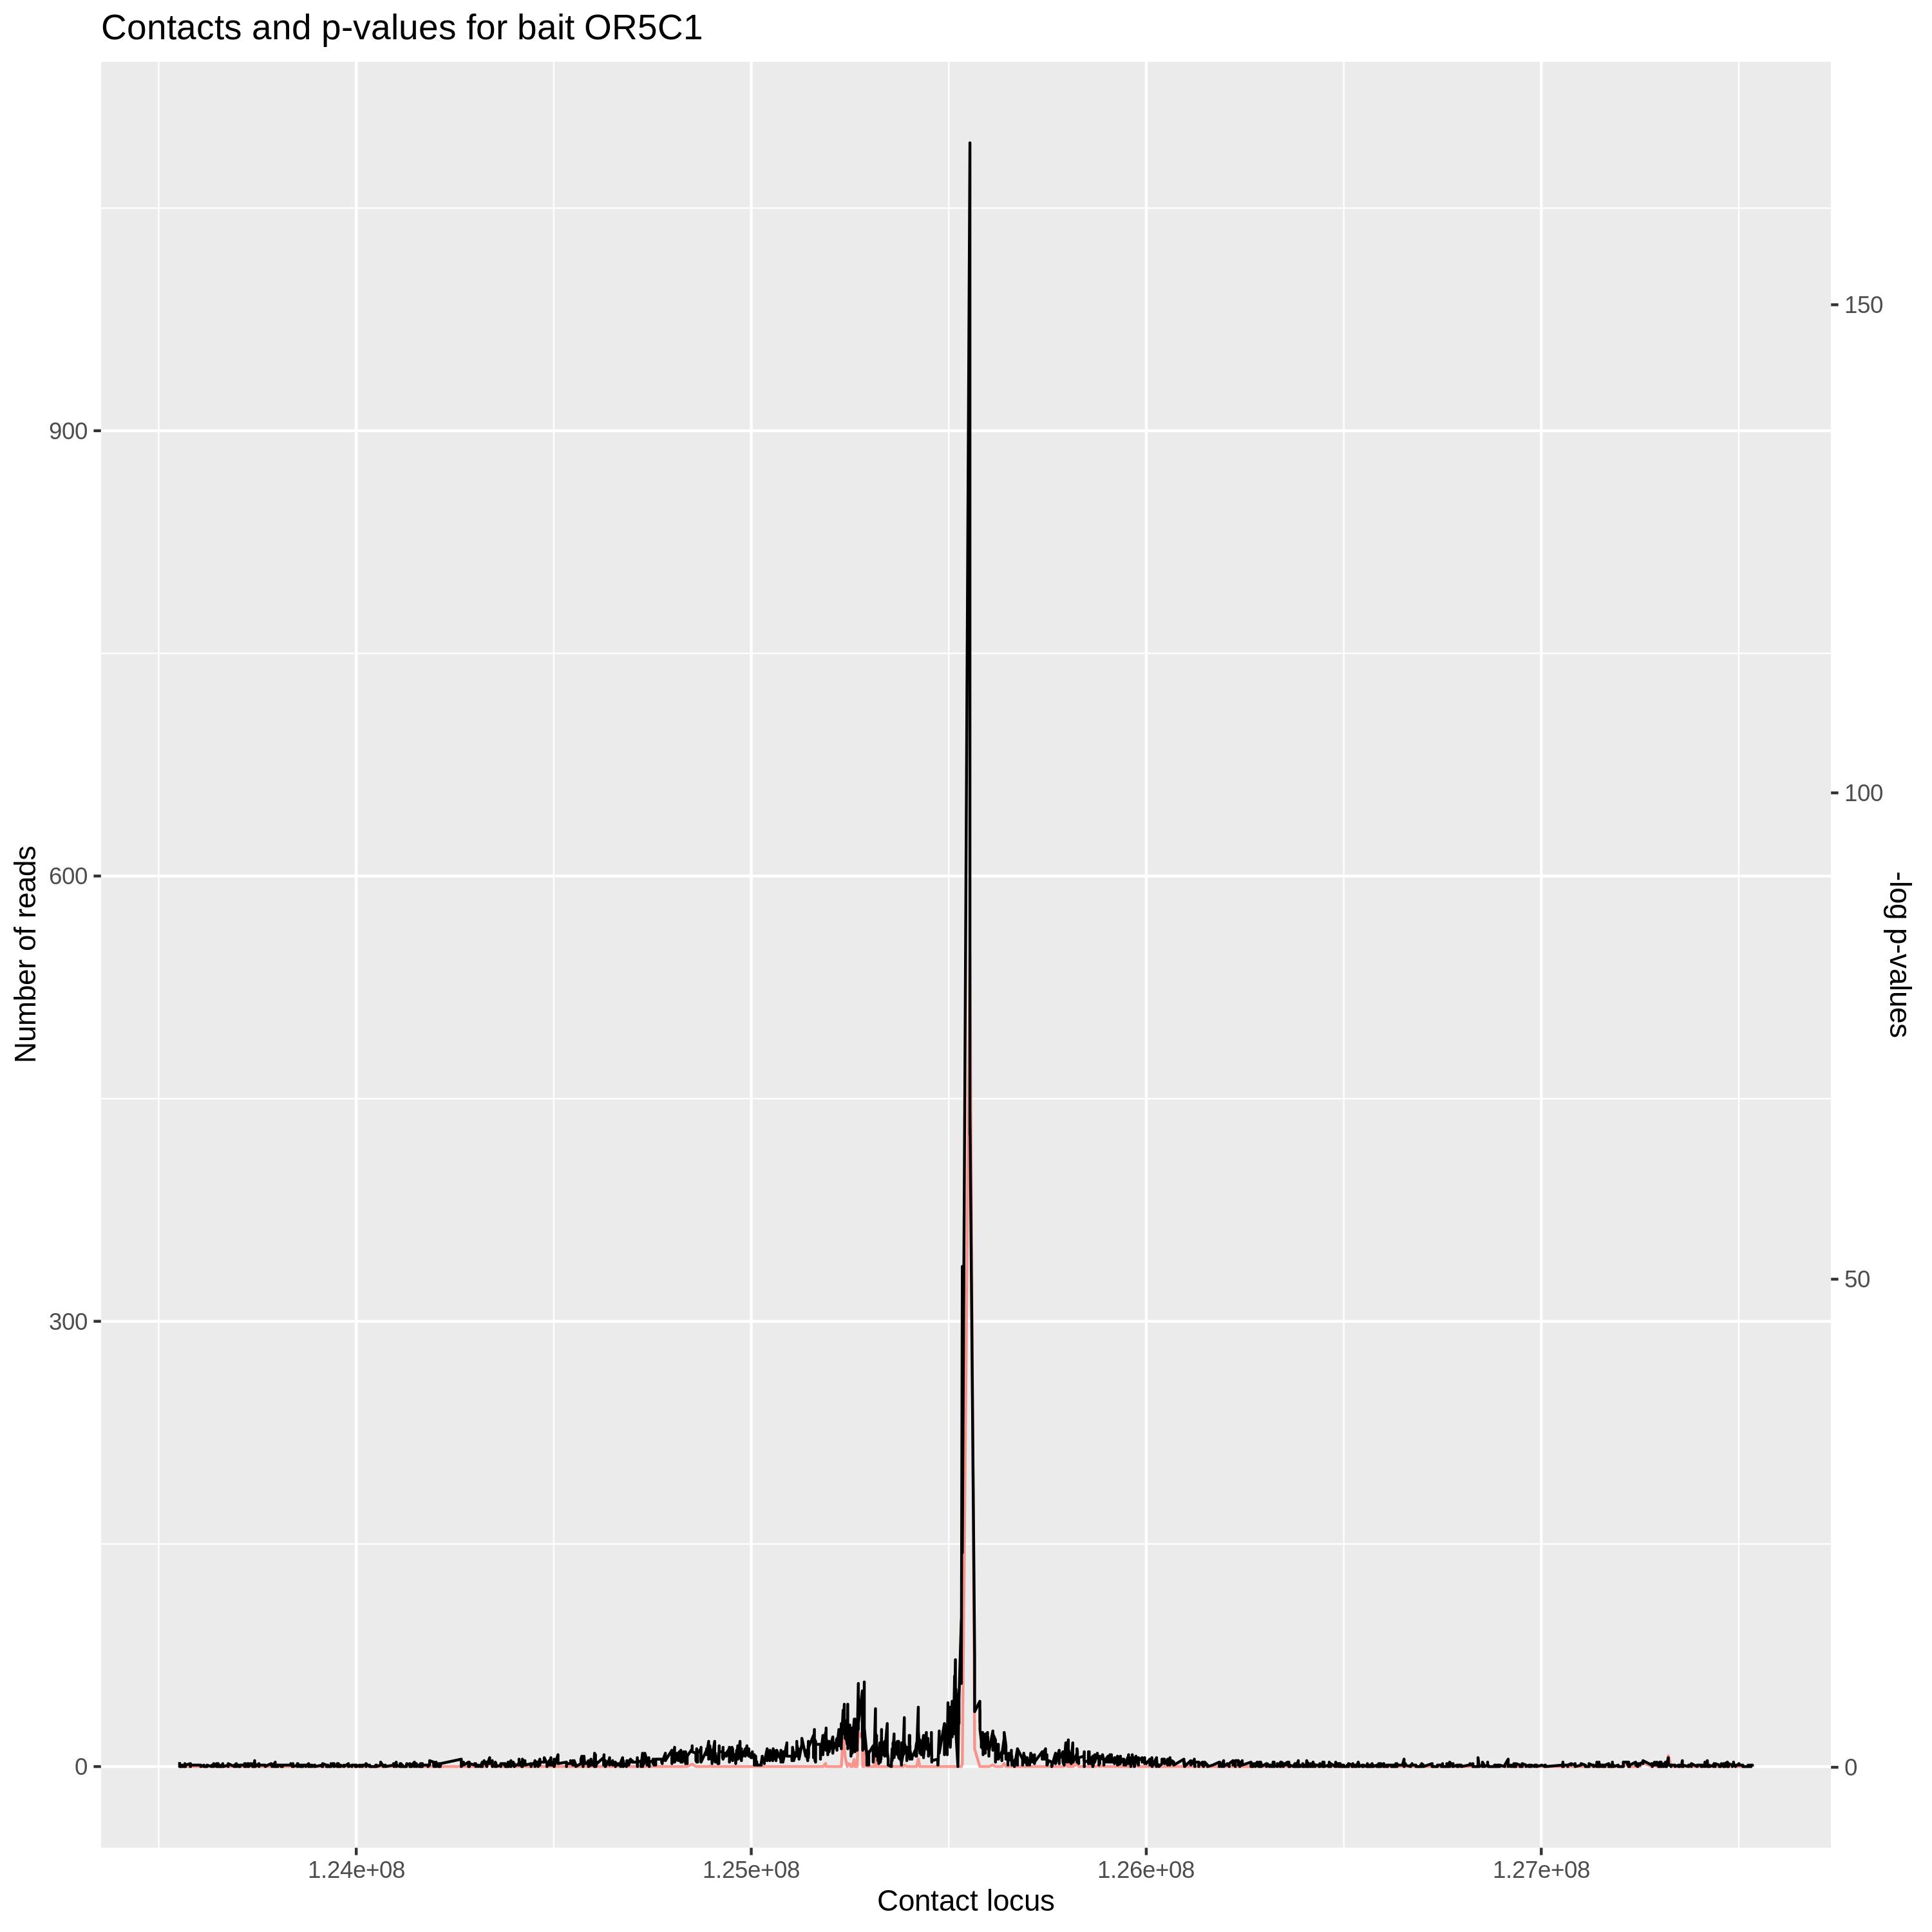 Contacts and p-values for bait OR5C1
Number of reads
900
600
300
0
150
100
50
0
-log p-values
1.24e+08
1.25e+08
1.26e+08
1.27e+08
Contact locus